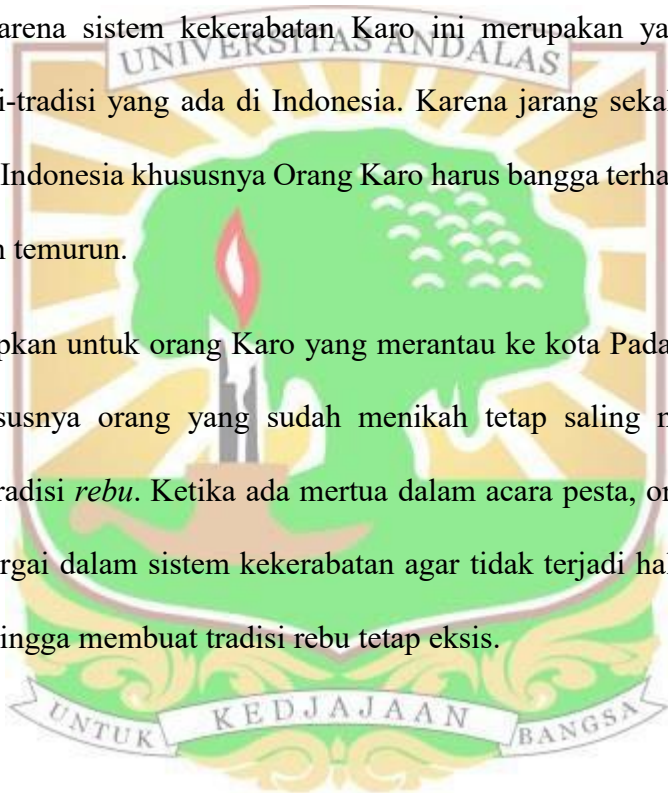 arena sistem kekerabatan Karo ini merupakan ya
UNIVERSITAS ANDALAS
i-tradisi yang ada di Indonesia. Karena jarang seka
Indonesia khususnya Orang Karo harus bangga terha
n temurun.
pkan untuk orang Karo yang merantau ke kota Pada
ususnya orang yang sudah menikah tetap saling m
radisi rebu. Ketika ada mertua dalam acara pesta, or
rgai dalam sistem kekerabatan agar tidak terjadi hal
ingga membuat tradisi rebu tetap eksis.
UNTUK KEDJAJAAN BANGSA